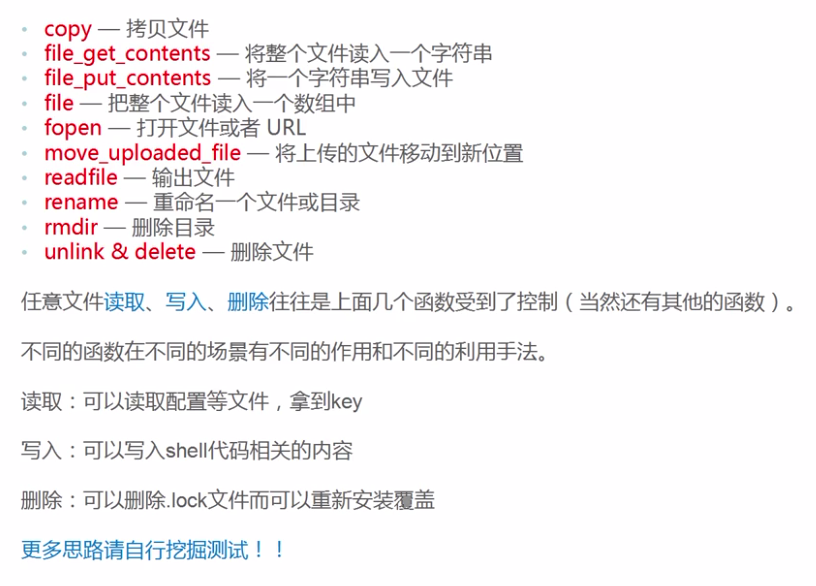 • copy — 拷贝文件
• file_get_contents — 将整个文件读入一个字符串
• file_put_contents — 将一个字符串写入文件
• file — 把整个文件读入一个数组中
• fopen — 打开文件或者 URL
• move_uploaded_file — 将上传的文件移动到新位置
• readfile — 输出文件
• rename — 重命名一个文件或目录
• rmdir — 删除目录
• unlink & delete — 删除文件
任意文件读取、写入、删除往往是上面几个函数受到了控制（当然还有其他的函数）。
不同的函数在不同的场景有不同的作用和不同的利用手法。
读取：可以读取配置等文件，拿到key
写入：可以写入shell代码相关的内容
删除：可以删除.lock文件而可以重新安装覆盖
更多思路请自行挖掘测试！！